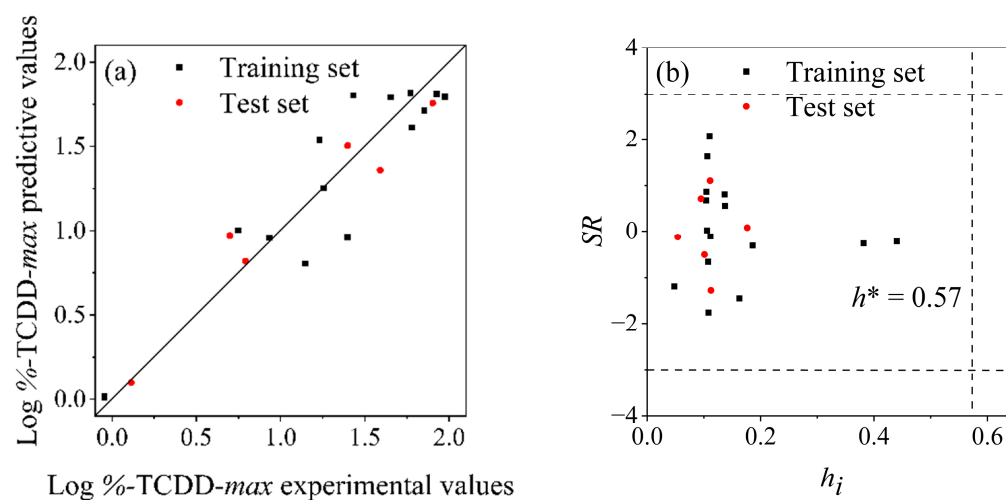 (a)
Training set
Test set
2.0
1.5
1.0
0.5
0.0
0.0
0.5
1.0
1.5
2.0
Log %-TCDD-max predictive values
Log %-TCDD-max experimental values
(b)
Training set
Test set
4
2
0
−2
−4
SR
h* = 0.57
0.0
0.2
0.4
0.6
hi